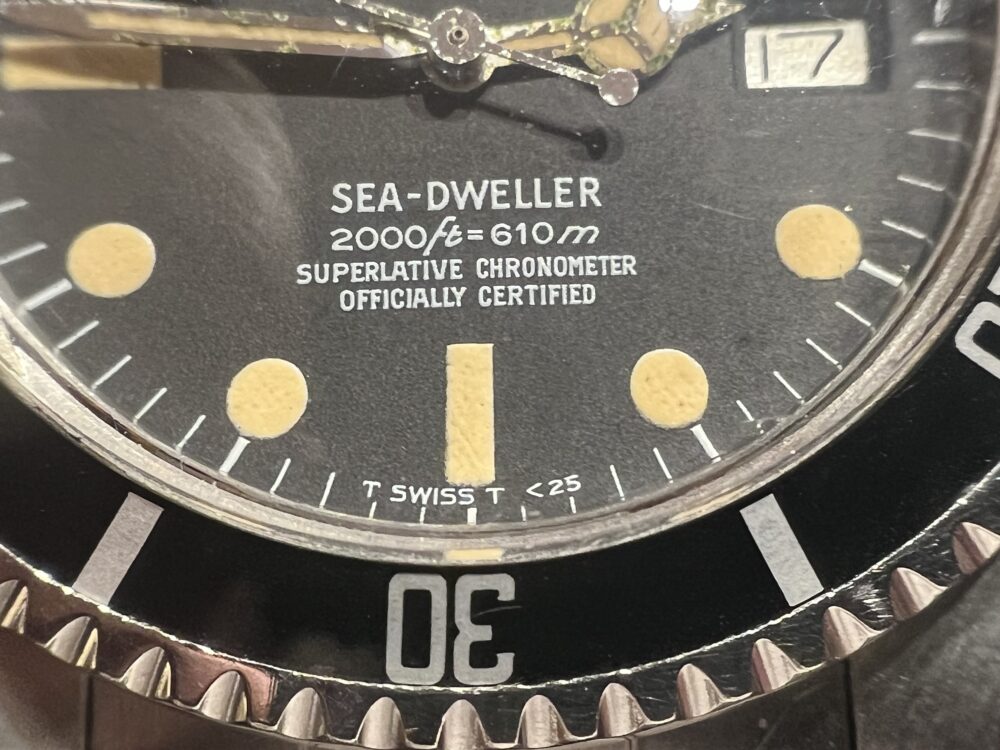 17
SEA-DWELLER
2000ft=610m
SUPERLATIVE CHRONOMETER
OFFICIALLY CERTIFIED
T SWISS T <25
30